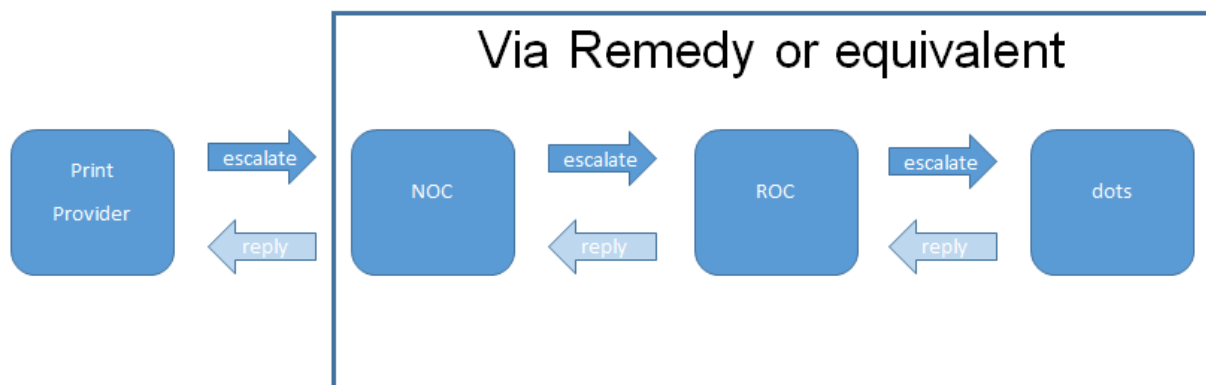 Via Remedy or equivalent
Print
Provider
escalate
reply
NOC
escalate
reply
ROC
escalate
reply
dots